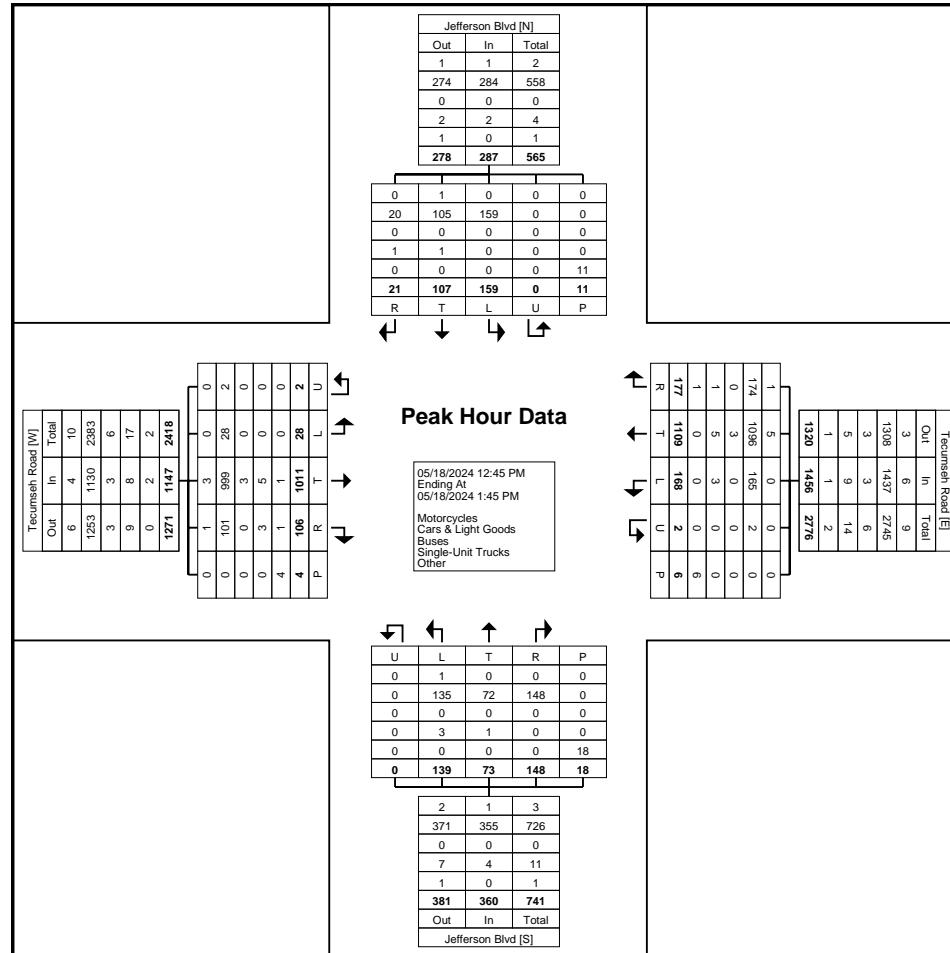 Jefferson Blvd [N]
Out In Total
1 1 2
274 284 558
0 0 0
2 2 4
1 0 1
278 287 565
0 1 0 0 0
20 105 159 0 0
0 0 0 0 0
1 1 0 0 0
0 0 0 0 11
21 107 159 0 11
R T L U P
Tecumseh Road [W]
Total 10 2383 6 17 2 2418
In 4 1130 3 8 2 1147
Out 6 1253 3 9 0 1271
0 2 0 0 0 2 U
0 28 0 0 0 28 L
3 999 3 5 1 1011 T
1 101 0 3 1 106 R
0 0 0 0 4 4 P
Peak Hour Data
05/18/2024 12:45 PM
Ending At
05/18/2024 1:45 PM
Motorcycles
Cars & Light Goods
Buses
Single-Unit Trucks
Other
R 177 1 1 0 174 1
T 1109 0 5 3 1096 5
L 168 0 3 0 165 0
U 2 0 0 0 2 0
P 6 6 0 0 0 0
1320 1 5 3 1308 3 Out
1456 1 9 3 1437 6 In
2776 2 14 6 2745 9 Total
Tecumseh Road [E]
U L T R P
0 1 0 0 0
0 135 72 148 0
0 0 0 0 0
0 3 1 0 0
0 0 0 0 18
0 139 73 148 18
2 1 3
371 355 726
0 0 0
7 4 11
1 0 1
381 360 741
Out In Total
Jefferson Blvd [S]